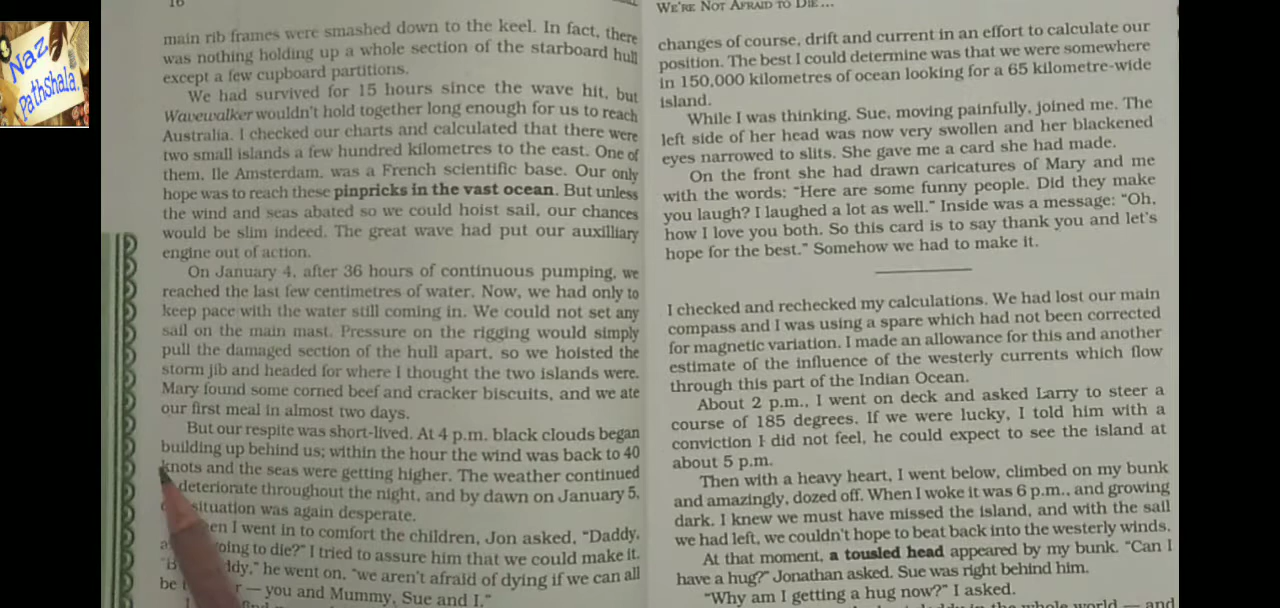 Naz
Pathshala.
16
main rib frames were smashed down to the keel. In fact, there
was nothing holding up a whole section of the starboard hull
except a few cupboard partitions.
We had survived for 15 hours since the wave hit, but
Wavewalker wouldn't hold together long enough for us to reach
Australia. I checked our charts and calculated that there were
two small islands a few hundred kilometres to the east. One of
them, Ile Amsterdam, was a French scientific base. Our only
hope was to reach these pinpricks in the vast ocean. But unless
the wind and seas abated so we could hoist sail, our chances
would be slim indeed. The great wave had put our auxilliary
engine out of action.
On January 4, after 36 hours of continuous pumping, we
reached the last few centimetres of water. Now, we had only to
keep pace with the water still coming in. We could not set any
sail on the main mast. Pressure on the rigging would simply
pull the damaged section of the hull apart, so we hoisted the
storm jib and headed for where I thought the two islands were.
Mary found some corned beef and cracker biscuits, and we ate
our first meal in almost two days.
But our respite was short-lived. At 4 p.m. black clouds began
building up behind us; within the hour the wind was back to 40
knots and the seas were getting higher. The weather continued
deteriorate throughout the night, and by dawn on January 5,
situation was again desperate.
en I went in to comfort the children, Jon asked, "Daddy,
oing to die?" I tried to assure him that we could make it.
ddy," he went on, "we aren't afraid of dying if we can all
be — you and Mummy, Sue and I."
WE'RE NOT AFRAID TO DIE...
changes of course, drift and current in an effort to calculate our
position. The best I could determine was that we were somewhere
in 150,000 kilometres of ocean looking for a 65 kilometre-wide
island.
While I was thinking, Sue, moving painfully, joined me. The
left side of her head was now very swollen and her blackened
eyes narrowed to slits. She gave me a card she had made.
On the front she had drawn caricatures of Mary and me
with the words: "Here are some funny people. Did they make
you laugh? I laughed a lot as well." Inside was a message: "Oh,
how I love you both. So this card is to say thank you and let's
hope for the best." Somehow we had to make it.
I checked and rechecked my calculations. We had lost our main
compass and I was using a spare which had not been corrected
for magnetic variation. I made an allowance for this and another
estimate of the influence of the westerly currents which flow
through this part of the Indian Ocean.
About 2 p.m., I went on deck and asked Larry to steer a
course of 185 degrees. If we were lucky, I told him with a
conviction I did not feel, he could expect to see the island at
about 5 p.m.
Then with a heavy heart, I went below, climbed on my bunk
and amazingly, dozed off. When I woke it was 6 p.m., and growing
dark. I knew we must have missed the island, and with the sail
we had left, we couldn't hope to beat back into the westerly winds.
At that moment, a tousled head appeared by my bunk. "Can I
have a hug?" Jonathan asked. Sue was right behind him.
"Why am I getting a hug now?" I asked.